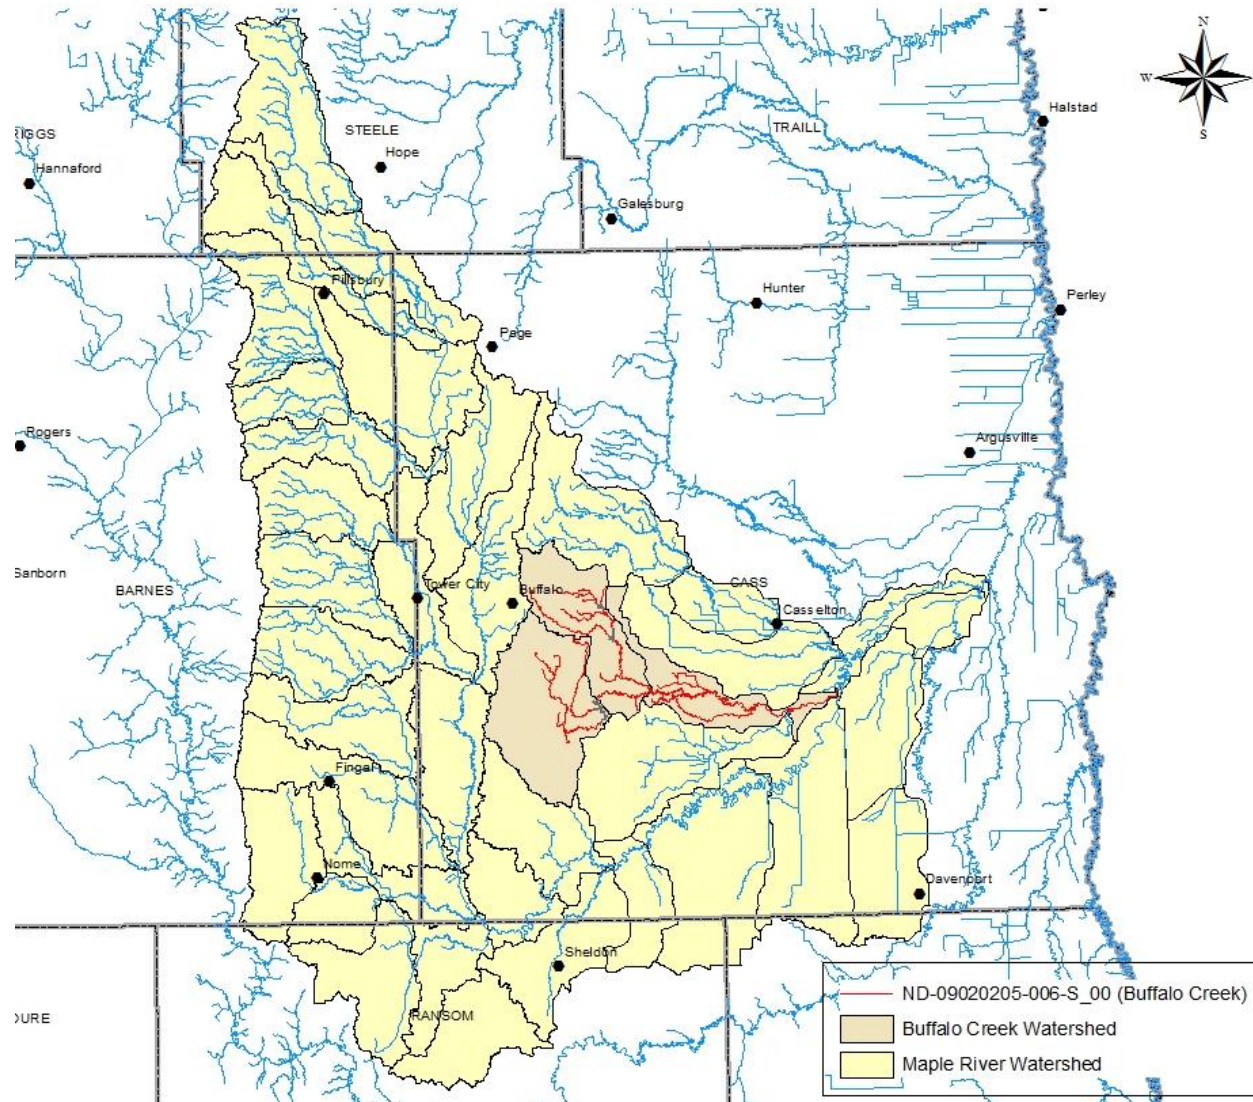 N
W
S
Halstad
STEELE
TRAILL
RIGGS
Hope
Hannaford
Galesburg
Pillsbury
Hunter
Perley
Page
Rogers
Argusville
Sanborn
BARNES
Tower City
Buffalo
CASS
Casselton
Fingal
Nome
Davenport
Sheldon
RANSOM
OURE
ND-09020205-006-S_00 (Buffalo Creek)
Buffalo Creek Watershed
Maple River Watershed